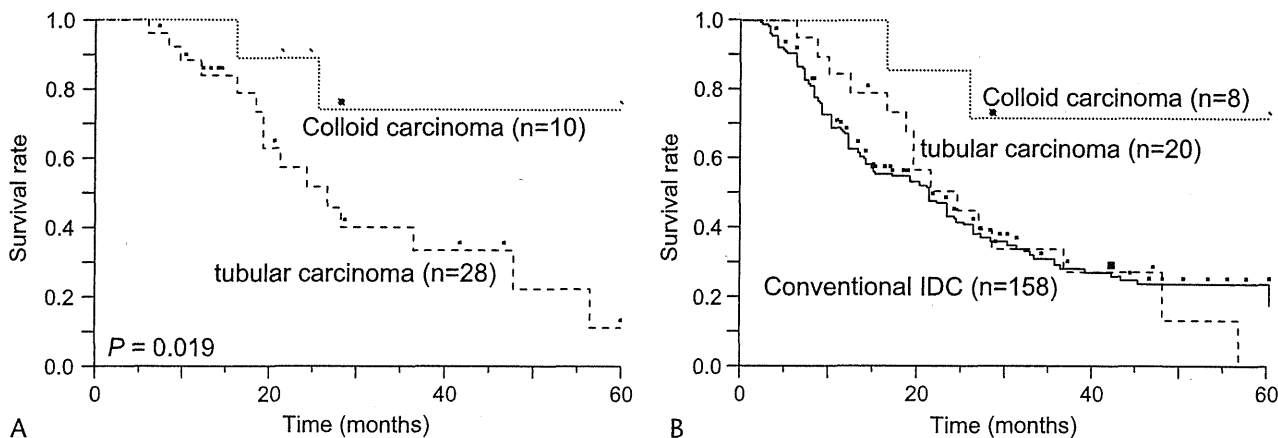 1.0
0.8
0.6
0.4
0.2
0.0
Survival rate
Colloid carcinoma (n=10)
tubular carcinoma (n=28)
P = 0.019
0
20
40
60
Time (months)
A
1.0
0.8
0.6
0.4
0.2
0.0
Survival rate
Colloid carcinoma (n=8)
tubular carcinoma (n=20)
Conventional IDC (n=158)
0
20
40
60
Time (months)
B